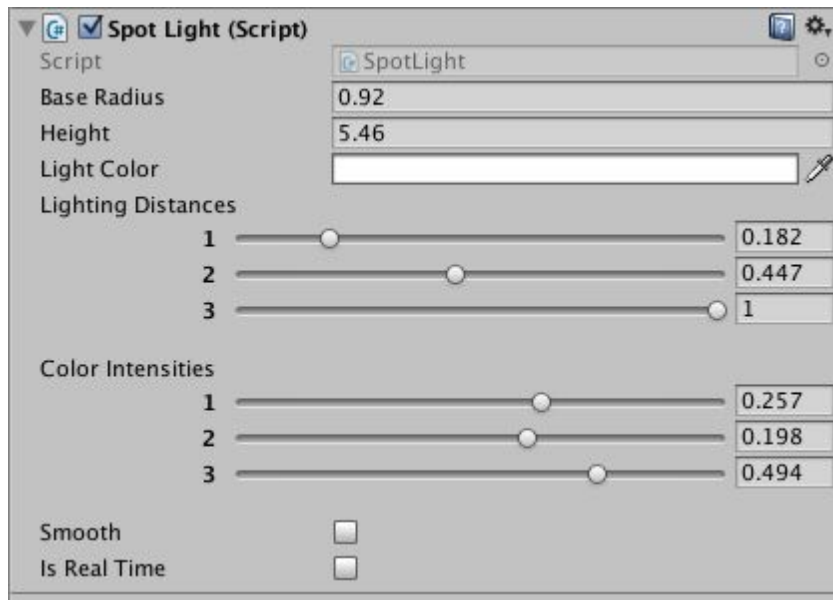 Spot Light (Script)
Script SpotLight
Base Radius 0.92
Height 5.46
Light Color
Lighting Distances
1 0.182
2 0.447
3 1
Color Intensities
1 0.257
2 0.198
3 0.494
Smooth
Is Real Time